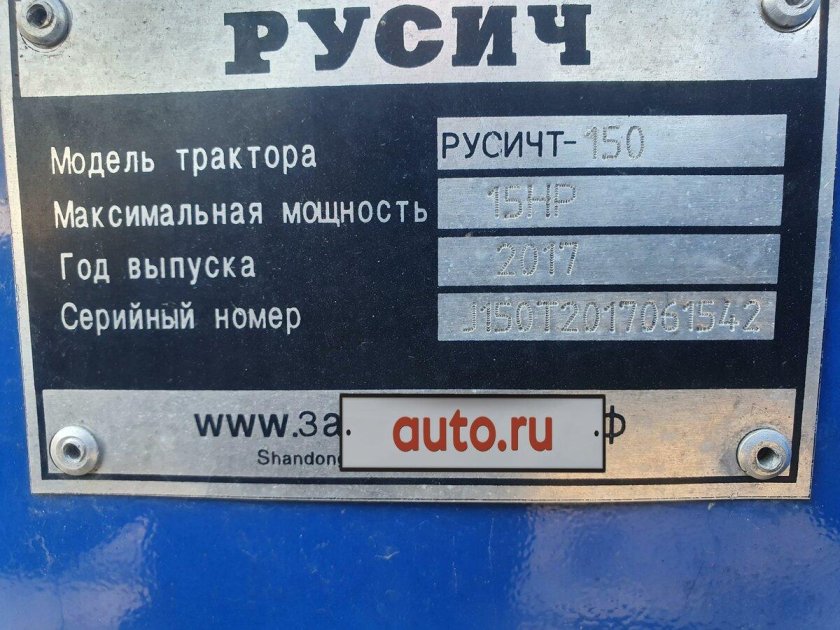 РУСИЧ
Модель трактора РУСИЧТ-150
Максимальная мощность 15HP
Год выпуска 2017
Серийный номер J150T2017061542
auto.ru